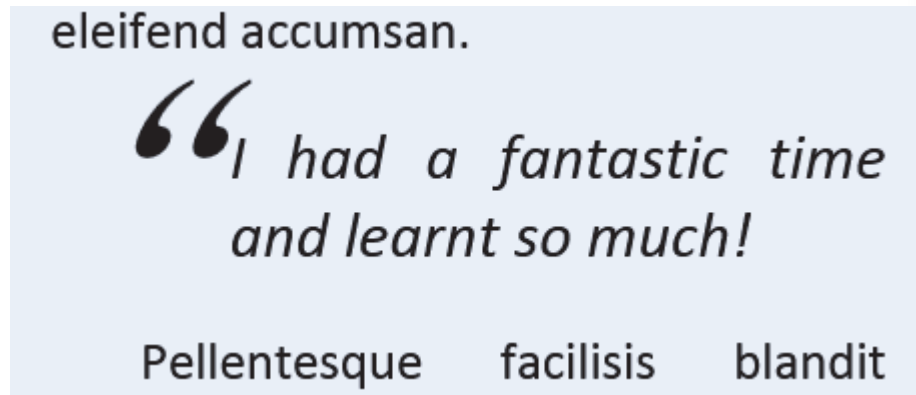 eleifend accumsan.
“I had a fantastic time
and learnt so much!
Pellentesque facilisis blandit